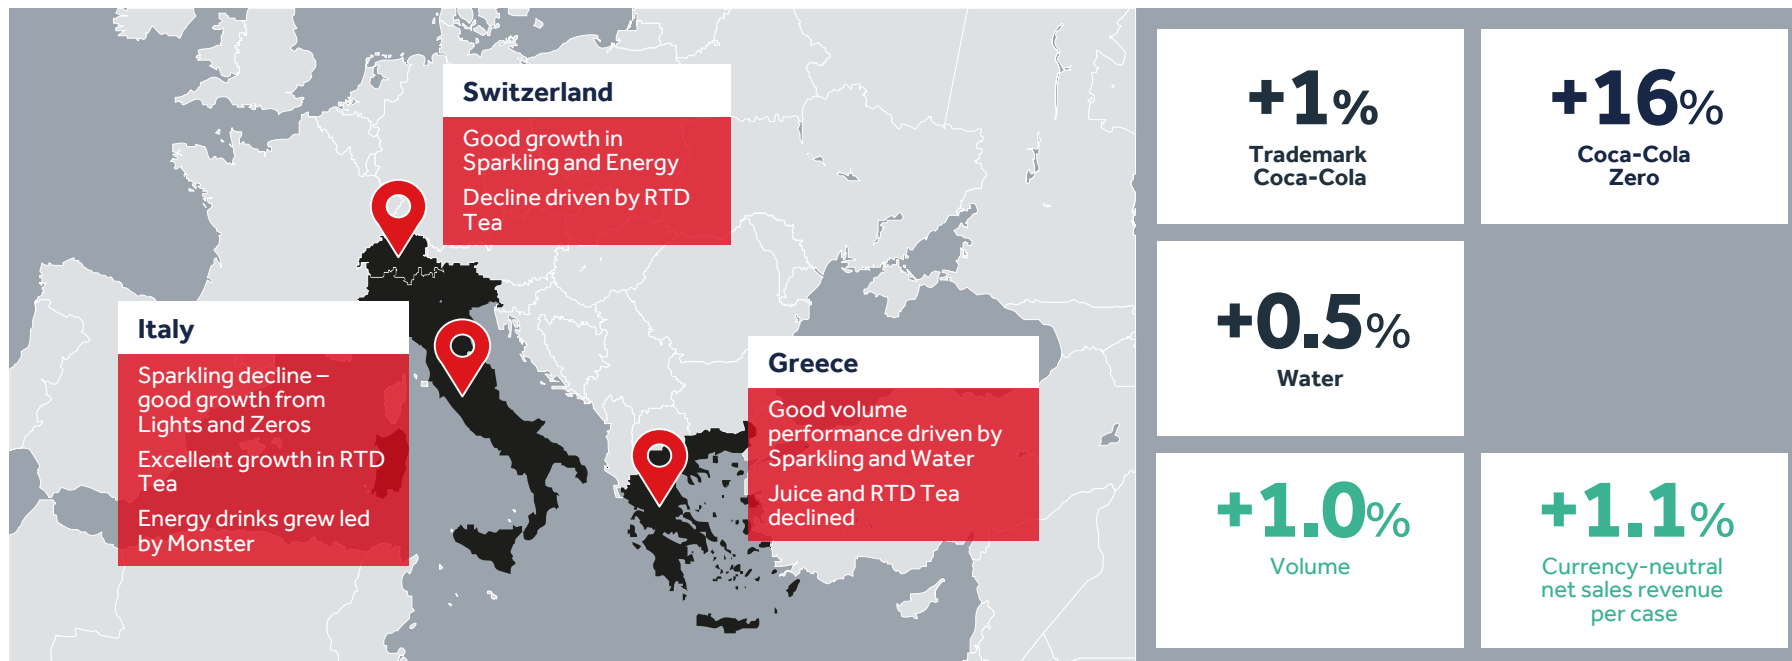 Switzerland
Good growth in
Sparkling and Energy
Decline driven by RTD
Tea
Italy
Sparkling decline –
good growth from
Lights and Zeros
Excellent growth in RTD
Tea
Energy drinks grew led
by Monster
Greece
Good volume
performance driven by
Sparkling and Water
Juice and RTD Tea
declined
+1%
Trademark
Coca-Cola
+16%
Coca-Cola
Zero
+0.5%
Water
+1.0%
Volume
+1.1%
Currency-neutral
net sales revenue
per case